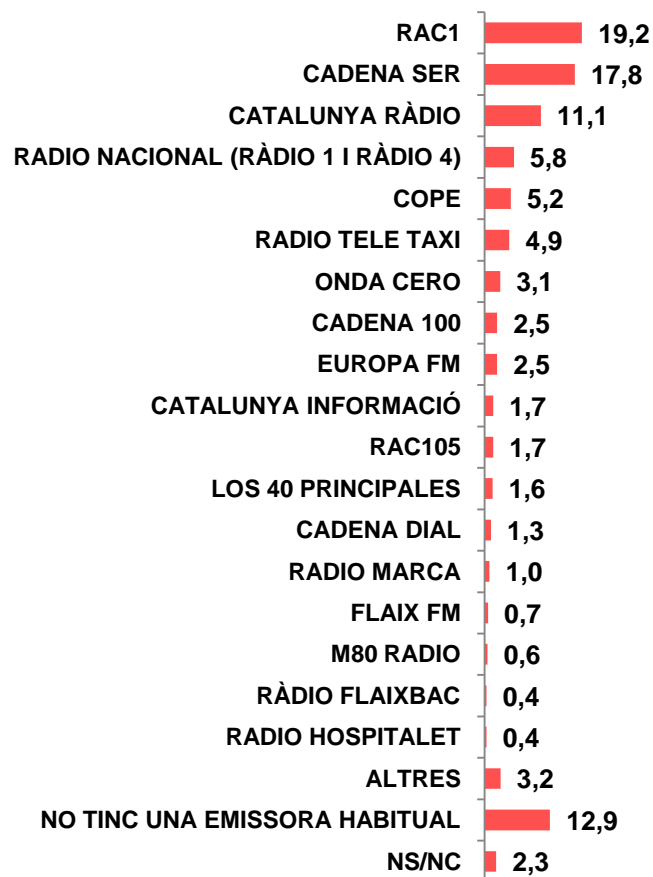 RAC1 19,2
CADENA SER 17,8
CATALUNYA RÀDIO 11,1
RADIO NACIONAL (RÀDIO 1 I RÀDIO 4) 5,8
COPE 5,2
RADIO TELE TAXI 4,9
ONDA CERO 3,1
CADENA 100 2,5
EUROPA FM 2,5
CATALUNYA INFORMACIÓ 1,7
RAC105 1,7
LOS 40 PRINCIPALES 1,6
CADENA DIAL 1,3
RADIO MARCA 1,0
FLAIX FM 0,7
M80 RADIO 0,6
RÀDIO FLAIXBAC 0,4
RADIO HOSPITALET 0,4
ALTRES 3,2
NO TINC UNA EMISSORA HABITUAL 12,9
NS/NC 2,3